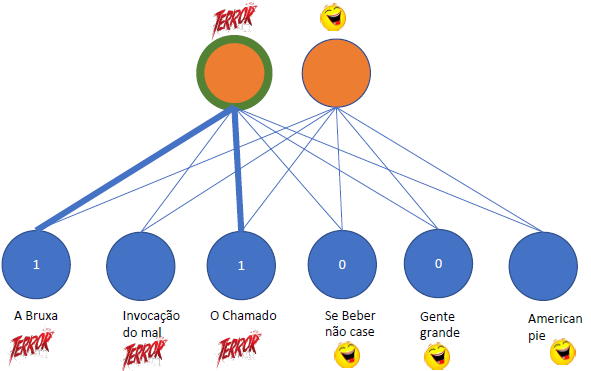 TERROR
1
1
0
0
A Bruxa
Invocação
do mal
O Chamado
Se Beber
não case
Gente
grande
American
pie
TERROR
TERROR
TERROR